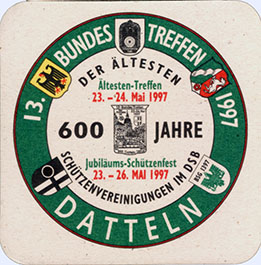 13. BUNDES TREFFEN 1997
DER ÄLTESTEN
Ältesten-Treffen
23. – 24. Mai 1997
600 JAHRE
Jubiläums-Schützenfest
23. – 26. MAI 1997
SCHÜTZENVEREINIGUNGEN IM DSB
DATTELN